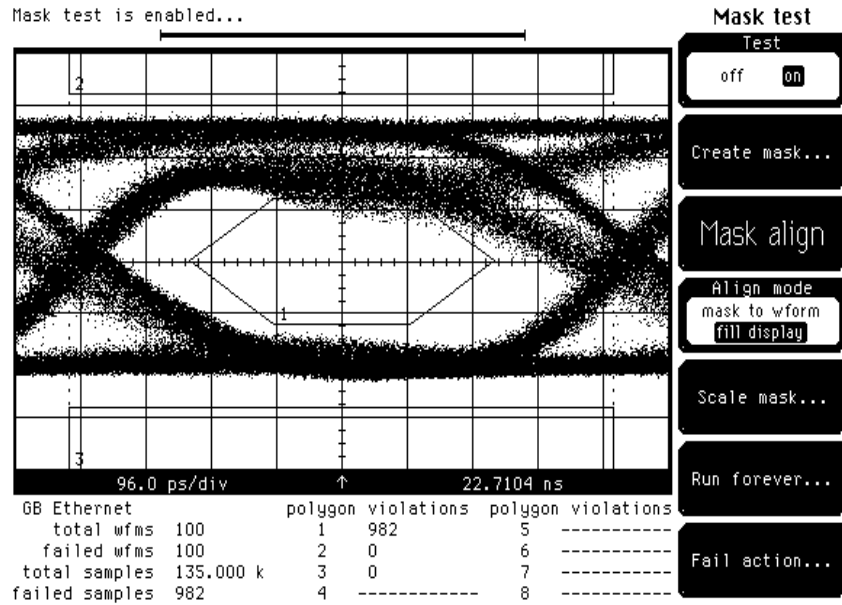 Mask test is enabled...
Mask test
Test
off on
Create mask...
Mask align
Align mode
mask to wform
fill display
Scale mask...
Run forever...
Fail action...
2
1
3
96.0 ps/div ↑ 22.7104 ns
GB Ethernet polygon violations polygon violations
total wfms 100 1 982 5 -----------
failed wfms 100 2 0 6 -----------
total samples 135.000 k 3 0 7 -----------
failed samples 982 4 ------------ 8 -----------